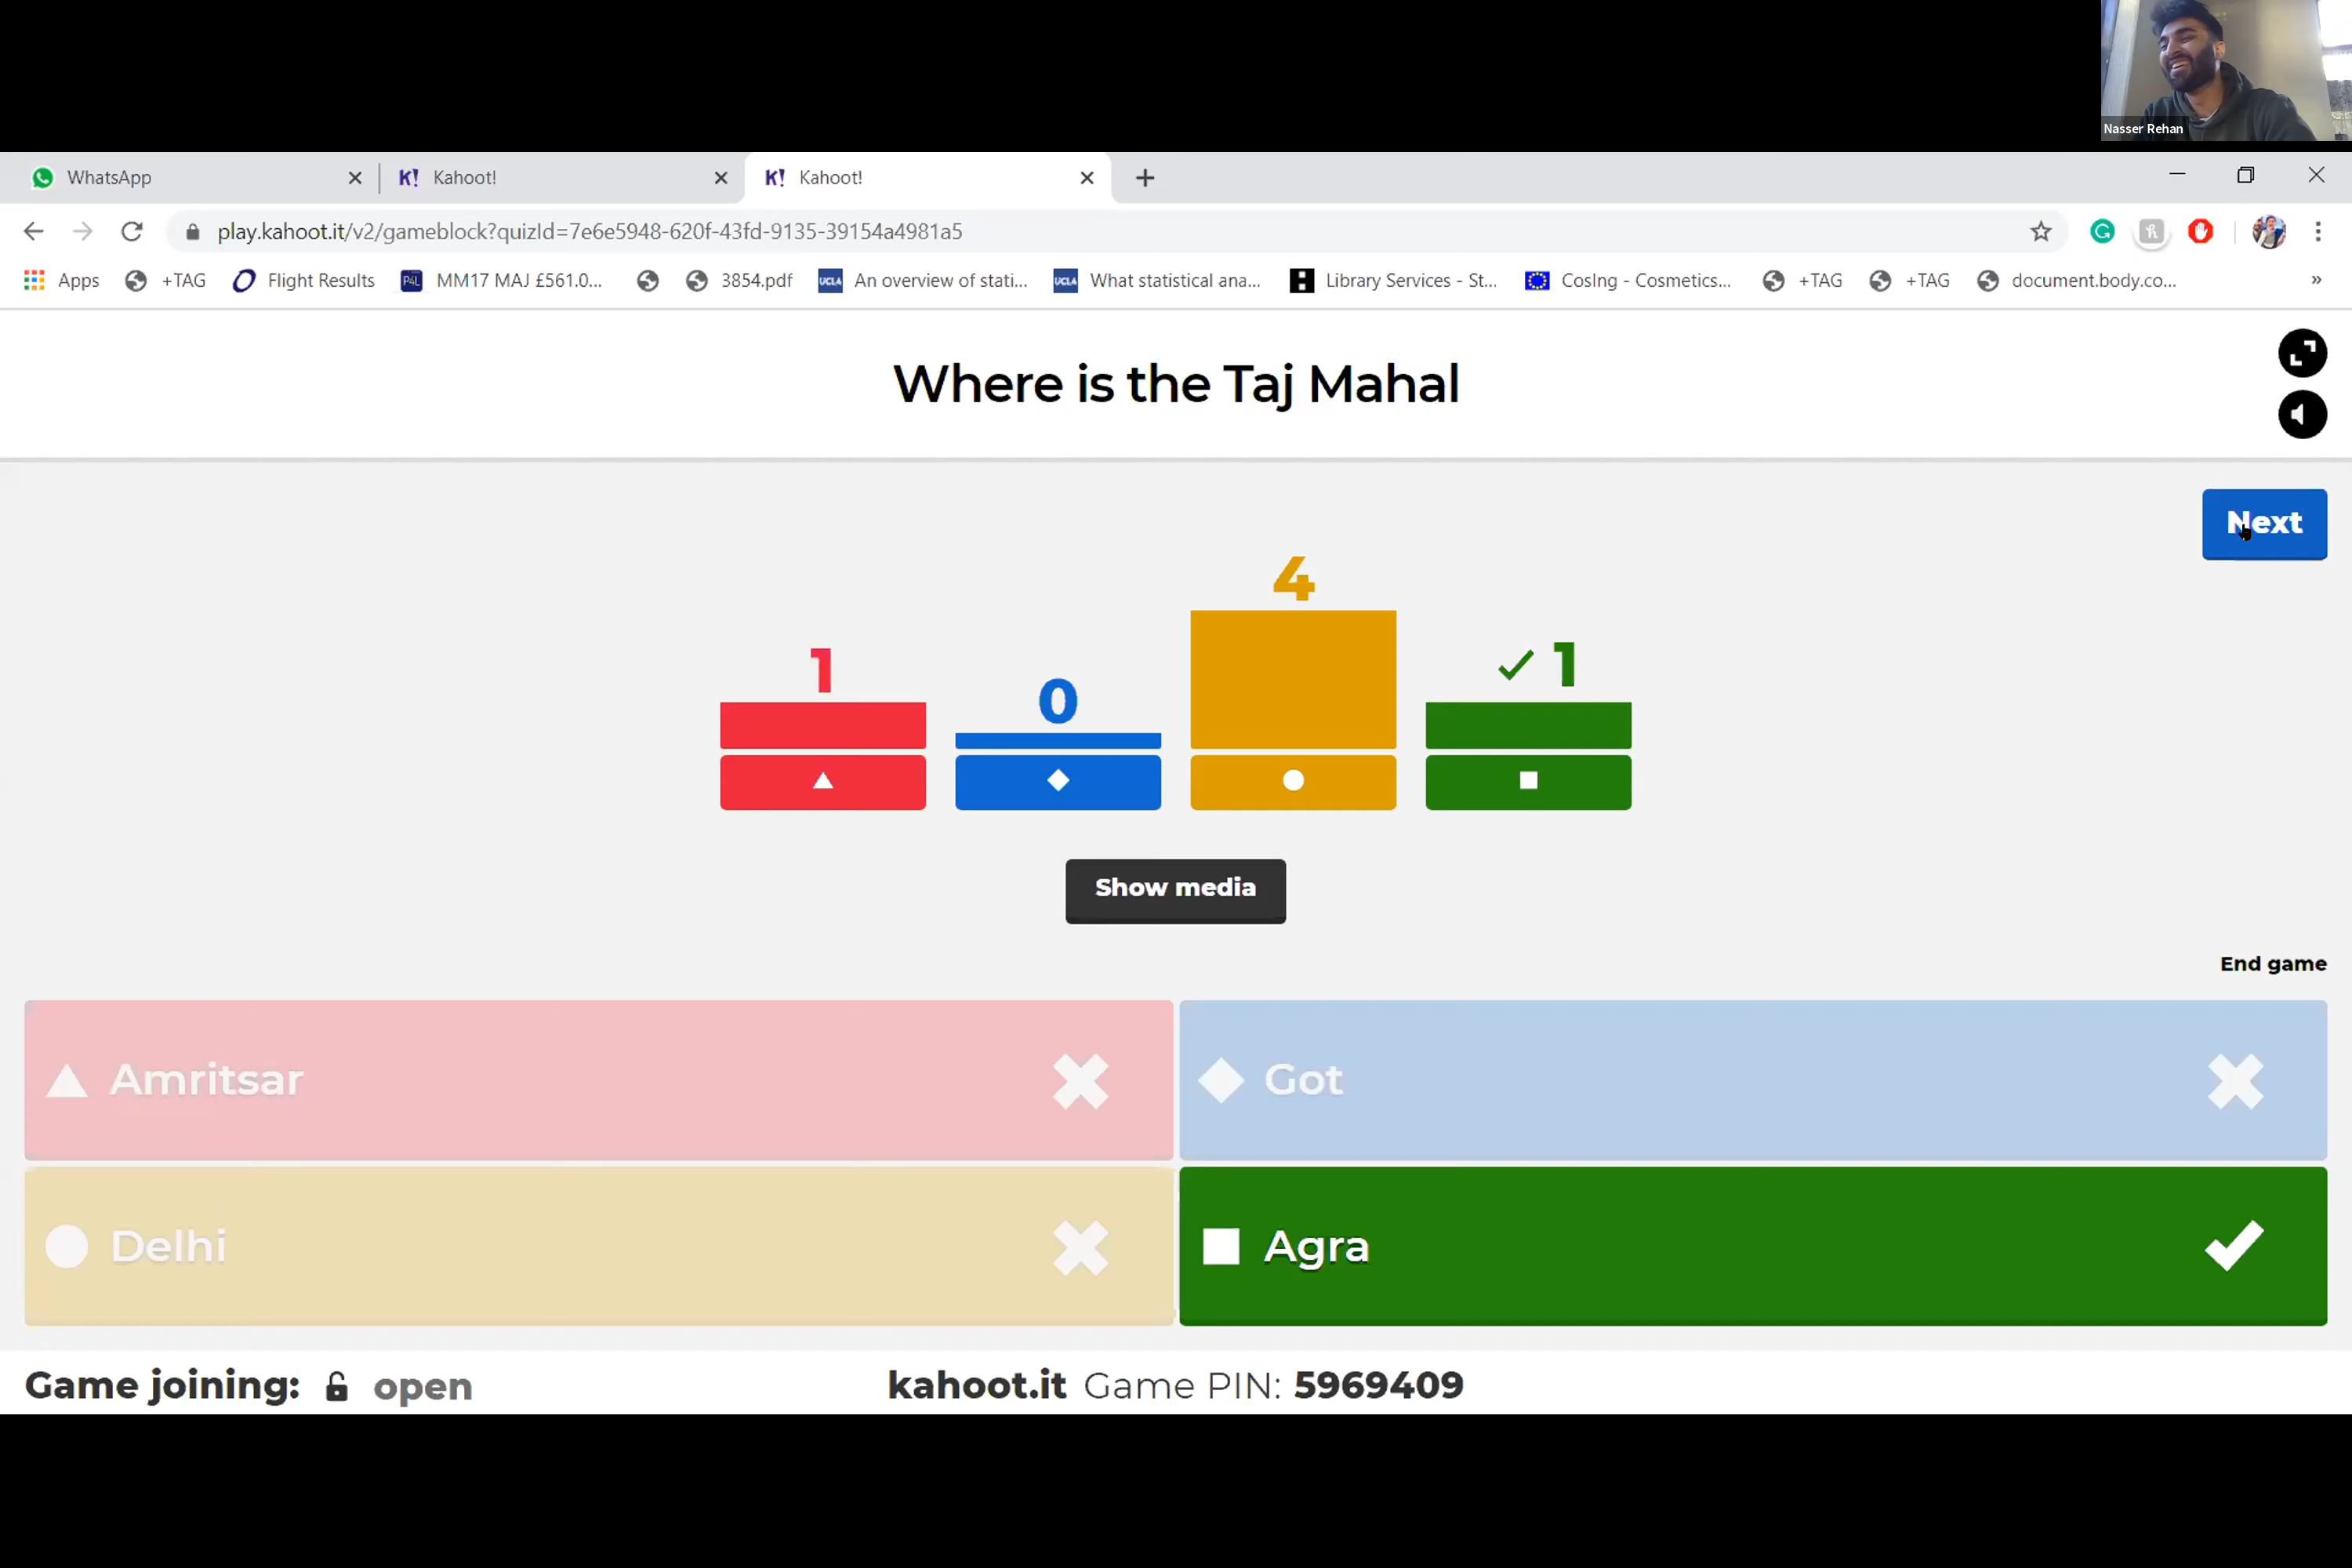 Nasser Rehan
WhatsApp
K! Kahoot!
K! Kahoot!
play.kahoot.it/v2/gameblock?quizId=7e6e5948-620f-43fd-9135-39154a4981a5
Apps +TAG Flight Results P4L MM17 MAJ £561.0... 3854.pdf UCLA An overview of stati... UCLA What statistical ana... Library Services - St... CosIng - Cosmetics... +TAG +TAG document.body.co... »
Where is the Taj Mahal
Next
1
0
4
1
Show media
End game
Amritsar
Got
Delhi
Agra
Game joining: open
kahoot.it Game PIN: 5969409